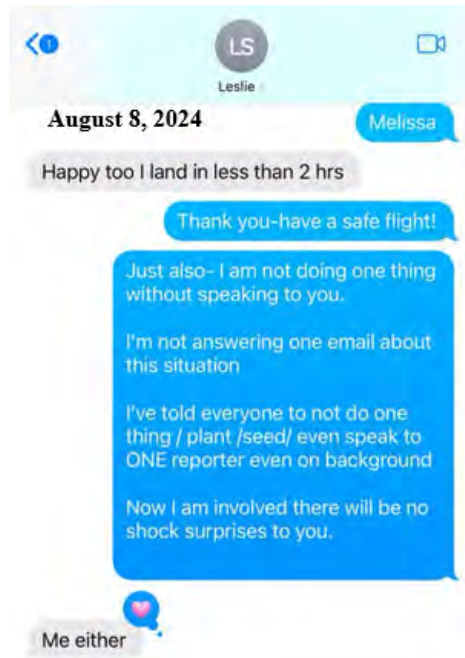 1
LS
Leslie
August 8, 2024
Melissa
Happy too I land in less than 2 hrs
Thank you-have a safe flight!
Just also- I am not doing one thing
without speaking to you.
I'm not answering one email about
this situation
I've told everyone to not do one
thing / plant /seed/ even speak to
ONE reporter even on background
Now I am involved there will be no
shock surprises to you.
Me either